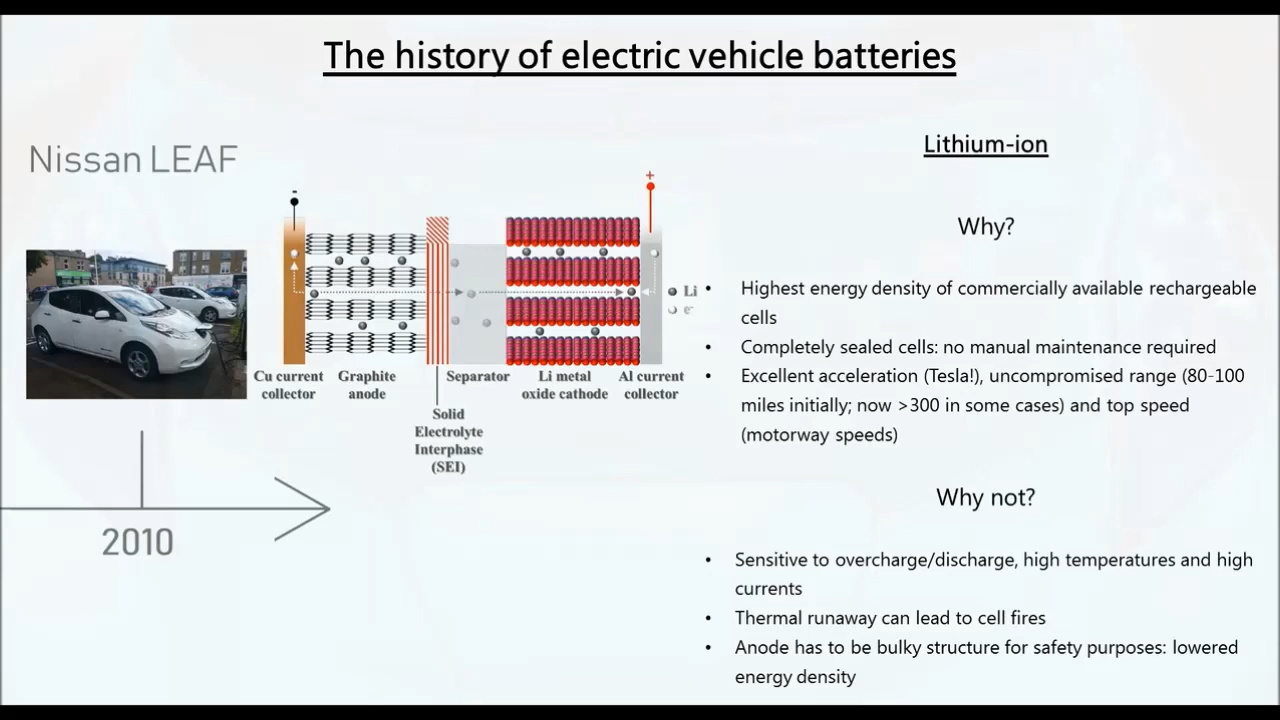 The history of electric vehicle batteries
Nissan LEAF
2010
-
+
Li
e-
Cu current
collector
Graphite
anode
Solid
Electrolyte
Interphase
(SEI)
Separator
Li metal
oxide cathode
Al current
collector
Lithium-ion
Why?
• Highest energy density of commercially available rechargeable
cells
• Completely sealed cells: no manual maintenance required
• Excellent acceleration (Tesla!), uncompromised range (80-100
miles initially; now >300 in some cases) and top speed
(motorway speeds)
Why not?
• Sensitive to overcharge/discharge, high temperatures and high
currents
• Thermal runaway can lead to cell fires
• Anode has to be bulky structure for safety purposes: lowered
energy density